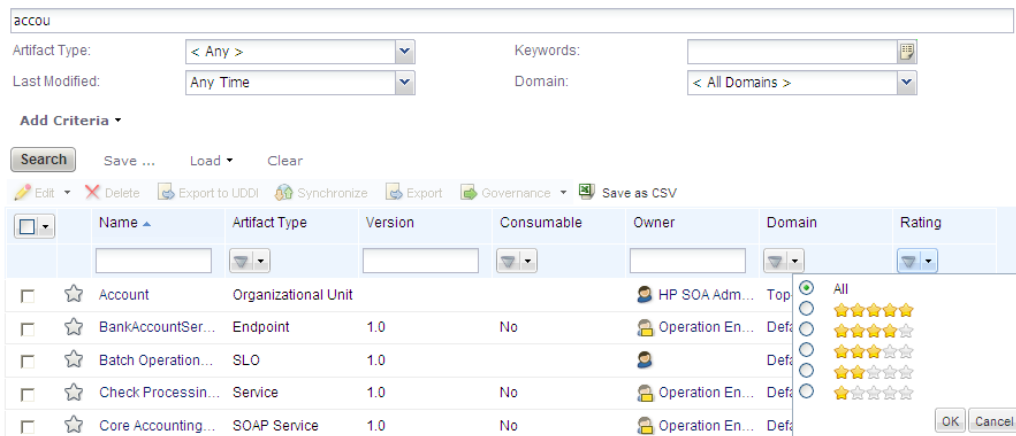 accou
Artifact Type: < Any > Keywords:
Last Modified: Any Time Domain: < All Domains >
Add Criteria
Search Save ... Load Clear
Edit Delete Export to UDDI Synchronize Export Governance Save as CSV
Name Artifact Type Version Consumable Owner Domain Rating
Account Organizational Unit HP SOA Adm... Top- All
BankAccountSer... Endpoint 1.0 No Operation En... Defa
Batch Operation... SLO 1.0 Defa
Check Processin... Service 1.0 No Operation En... Defa
Core Accounting... SOAP Service 1.0 No Operation En... Defa
OK Cancel